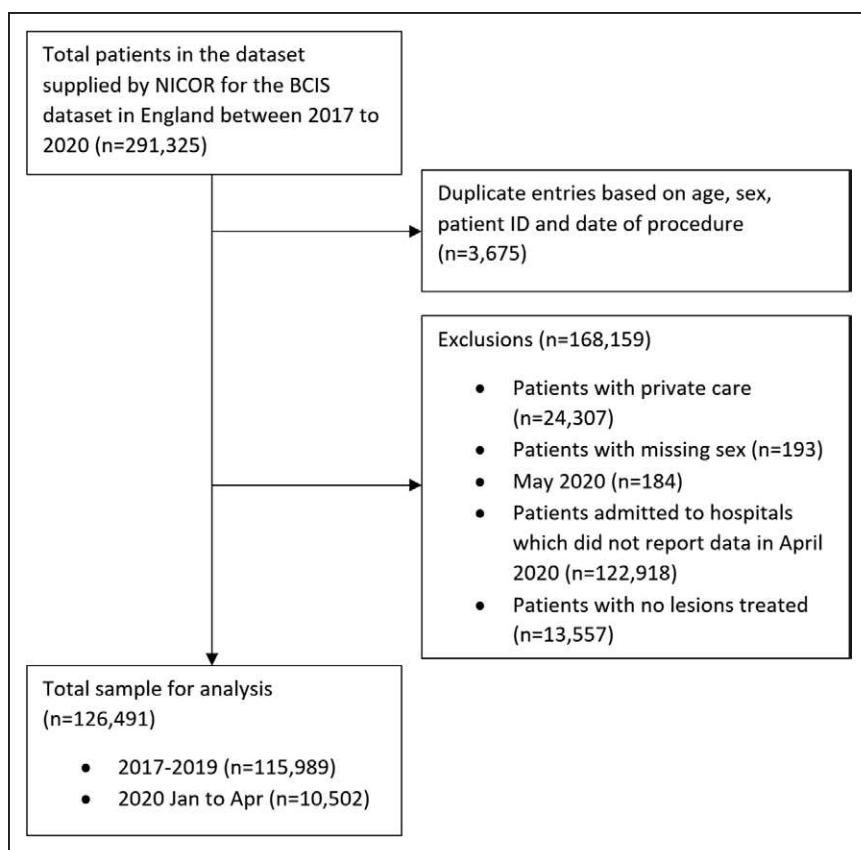 Total patients in the dataset
supplied by NICOR for the BCIS
dataset in England between 2017 to
2020 (n=291,325)
Duplicate entries based on age, sex,
patient ID and date of procedure
(n=3,675)
Exclusions (n=168,159)
• Patients with private care
(n=24,307)
• Patients with missing sex (n=193)
• May 2020 (n=184)
• Patients admitted to hospitals
which did not report data in April
2020 (n=122,918)
• Patients with no lesions treated
(n=13,557)
Total sample for analysis
(n=126,491)
• 2017-2019 (n=115,989)
• 2020 Jan to Apr (n=10,502)